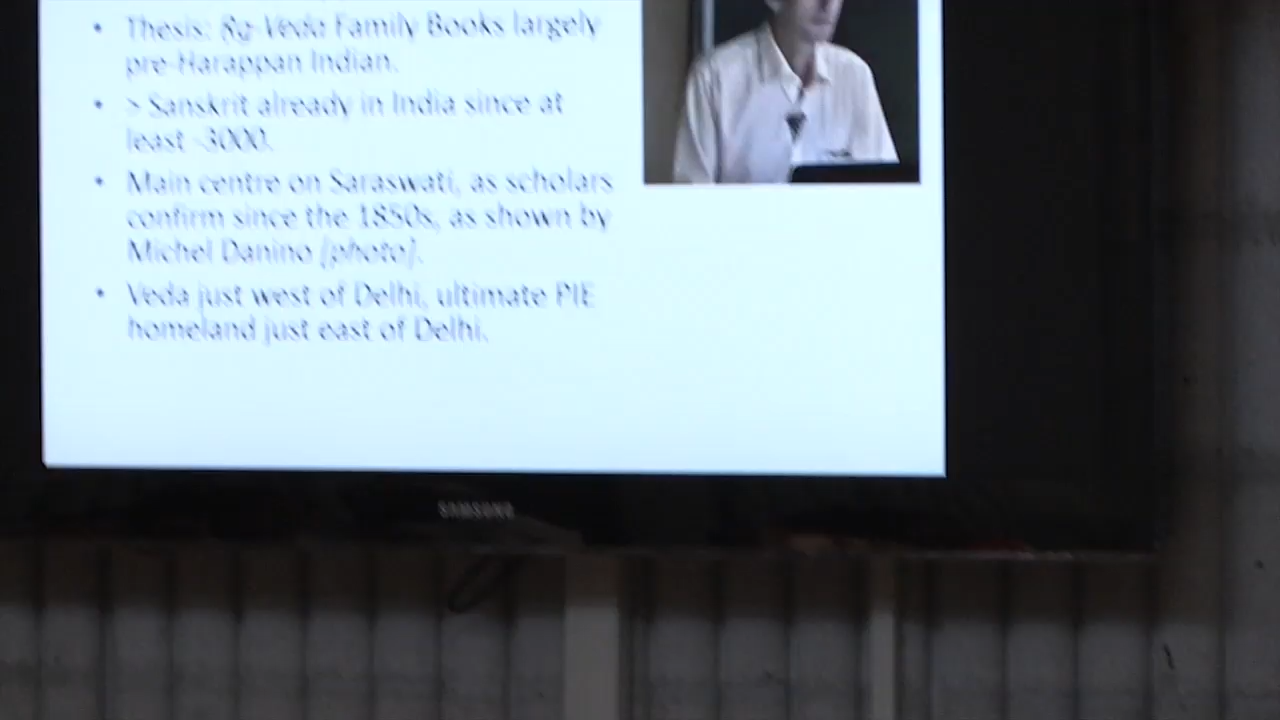 • Thesis: Rg-Veda Family Books largely
pre-Harappan Indian.
• > Sanskrit already in India since at
least -3000.
• Main centre on Saraswati, as scholars
confirm since the 1850s, as shown by
Michel Danino [photo].
• Veda just west of Delhi, ultimate PIE
homeland just east of Delhi.
SAMSUNG